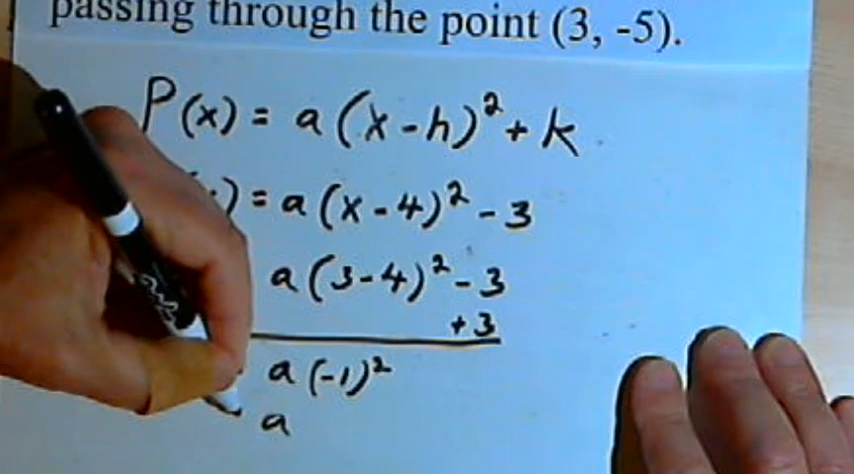 passing through the point (3, -5).
P(x) = a(x-h)² + k
) = a(x-4)² - 3
a(3-4)² - 3
+3
a(-1)²
a